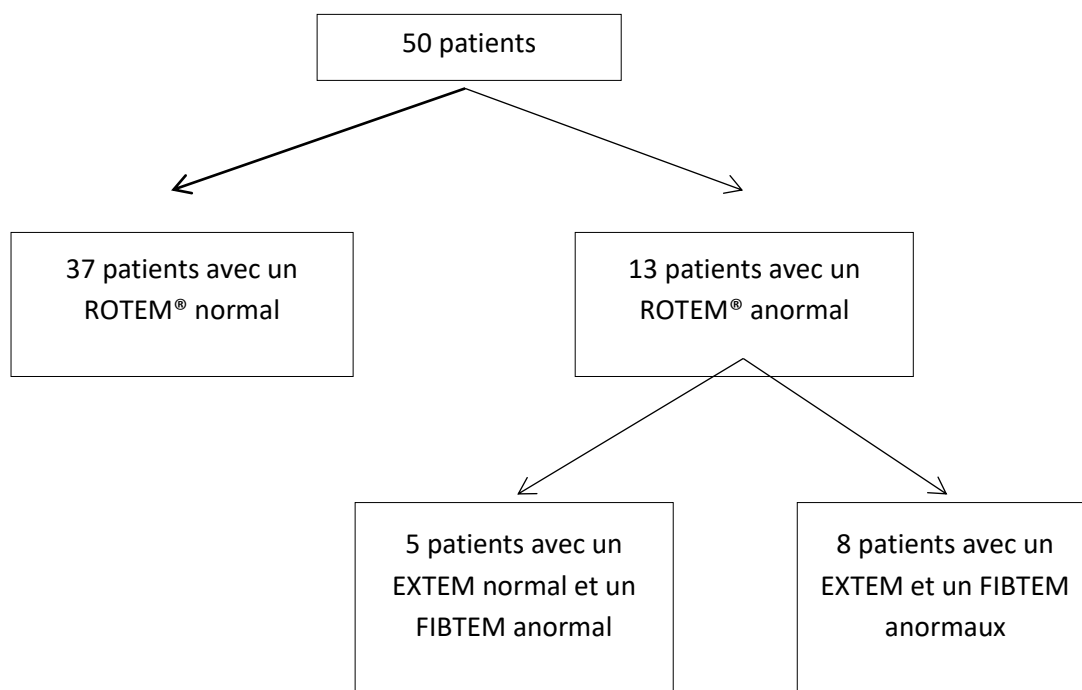 50 patients
37 patients avec un
ROTEM® normal
13 patients avec un
ROTEM® anormal
5 patients avec un
EXTEM normal et un
FIBTEM anormal
8 patients avec un
EXTEM et un FIBTEM
anormaux